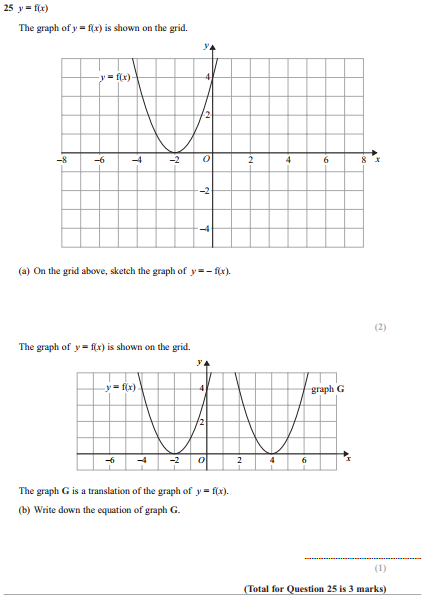 25 y = f(x)
The graph of y = f(x) is shown on the grid.
y
y = f(x)
4
2
-8 -6 -4 -2 O 2 4 6 8 x
-2
-4
(a) On the grid above, sketch the graph of y = – f(x).
(2)
The graph of y = f(x) is shown on the grid.
y
y = f(x) 4 graph G
2
-6 -4 -2 O 2 4 6 x
The graph G is a translation of the graph of y = f(x).
(b) Write down the equation of graph G.
(1)
(Total for Question 25 is 3 marks)